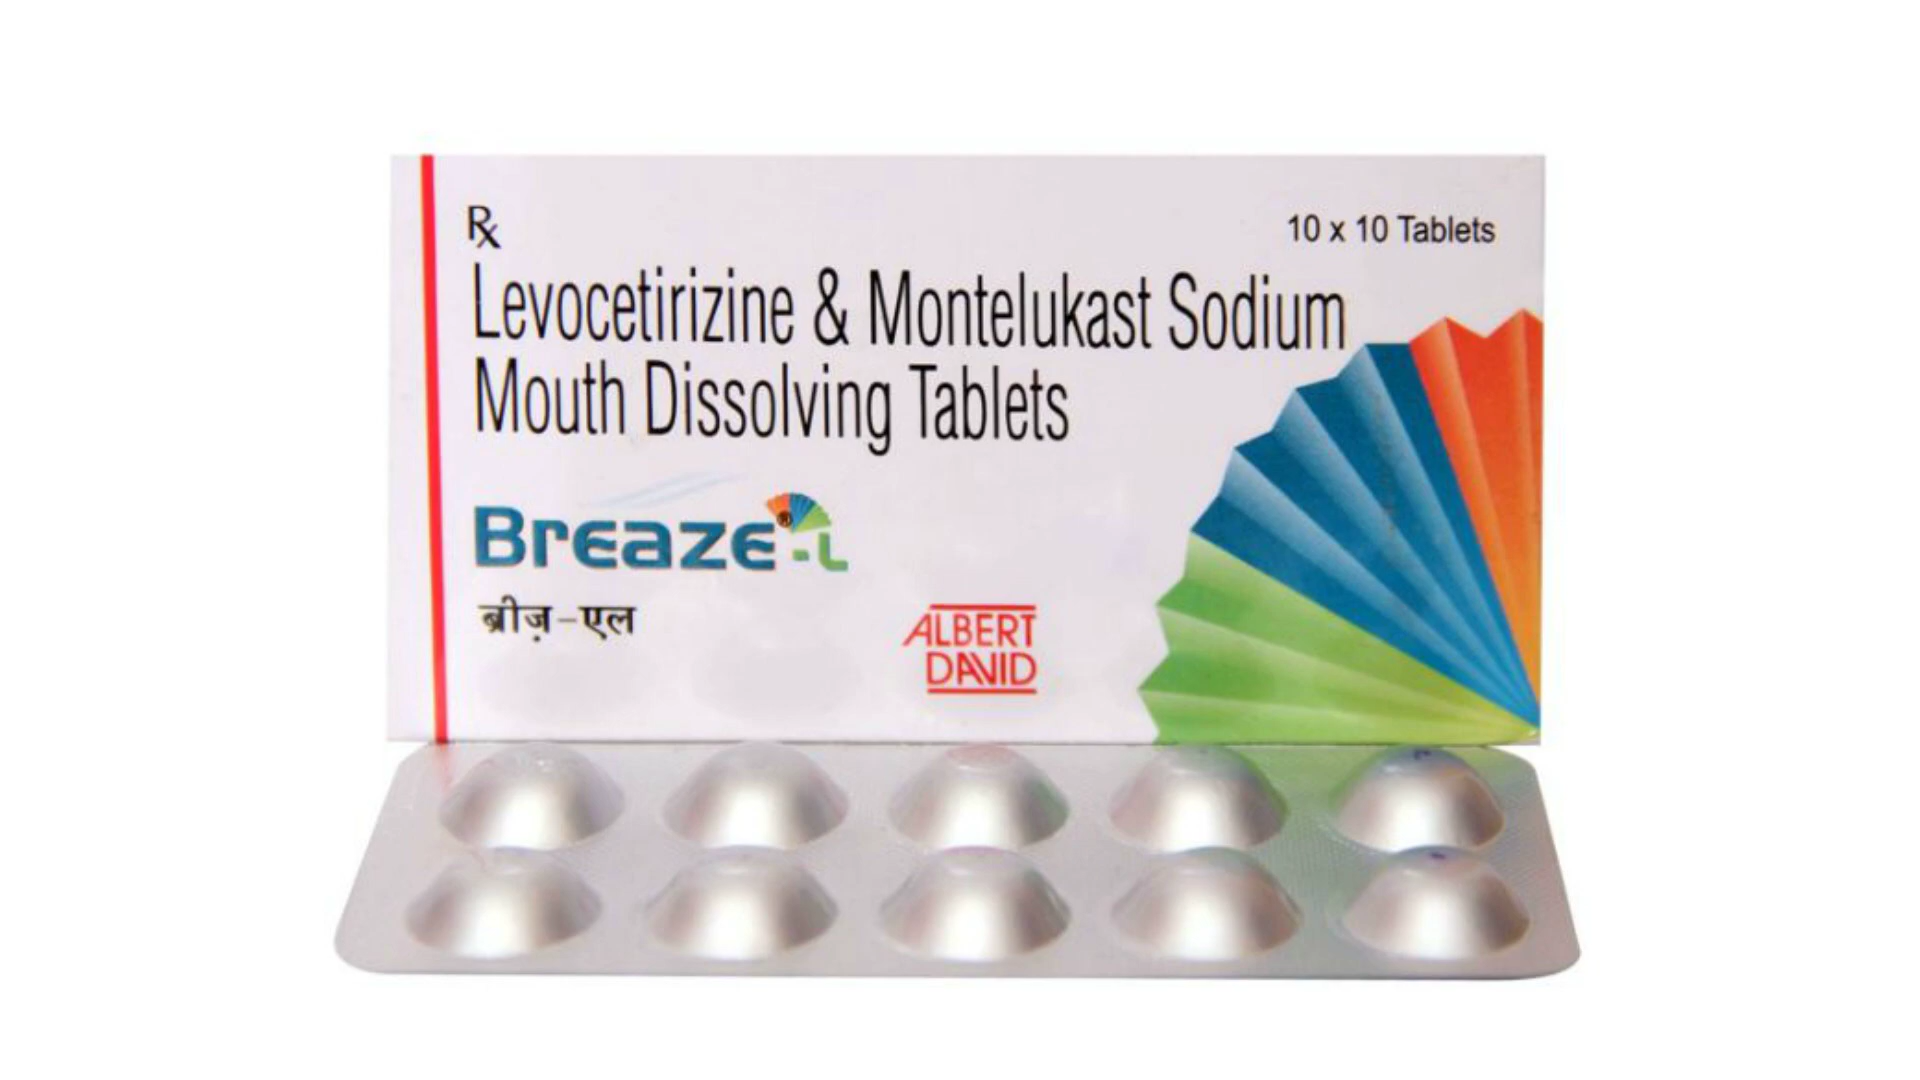 Rx
10 x 10 Tablets
Levocetirizine & Montelukast Sodium
Mouth Dissolving Tablets
Breaze®-L
ब्रीज़-एल
ALBERT
DAVID